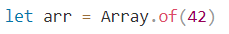 let arr = Array.of(42)